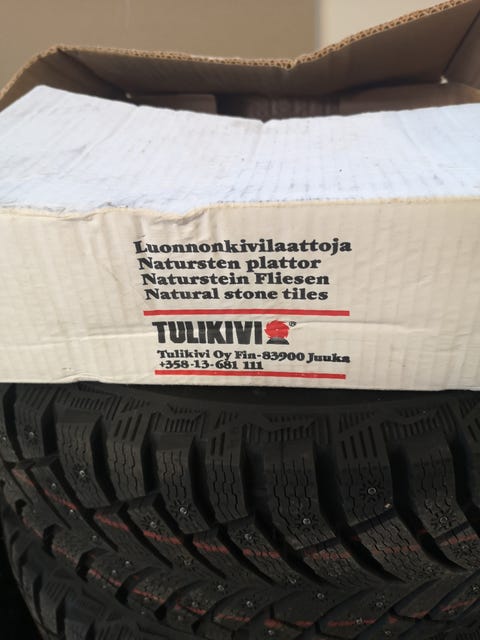 Luonnonkivilaattoja
Natursten plattor
Naturstein Fliesen
Natural stone tiles
TULIKIVI ®
Tulikivi Oy Fin-83900 Juuka
+358-13-681 111